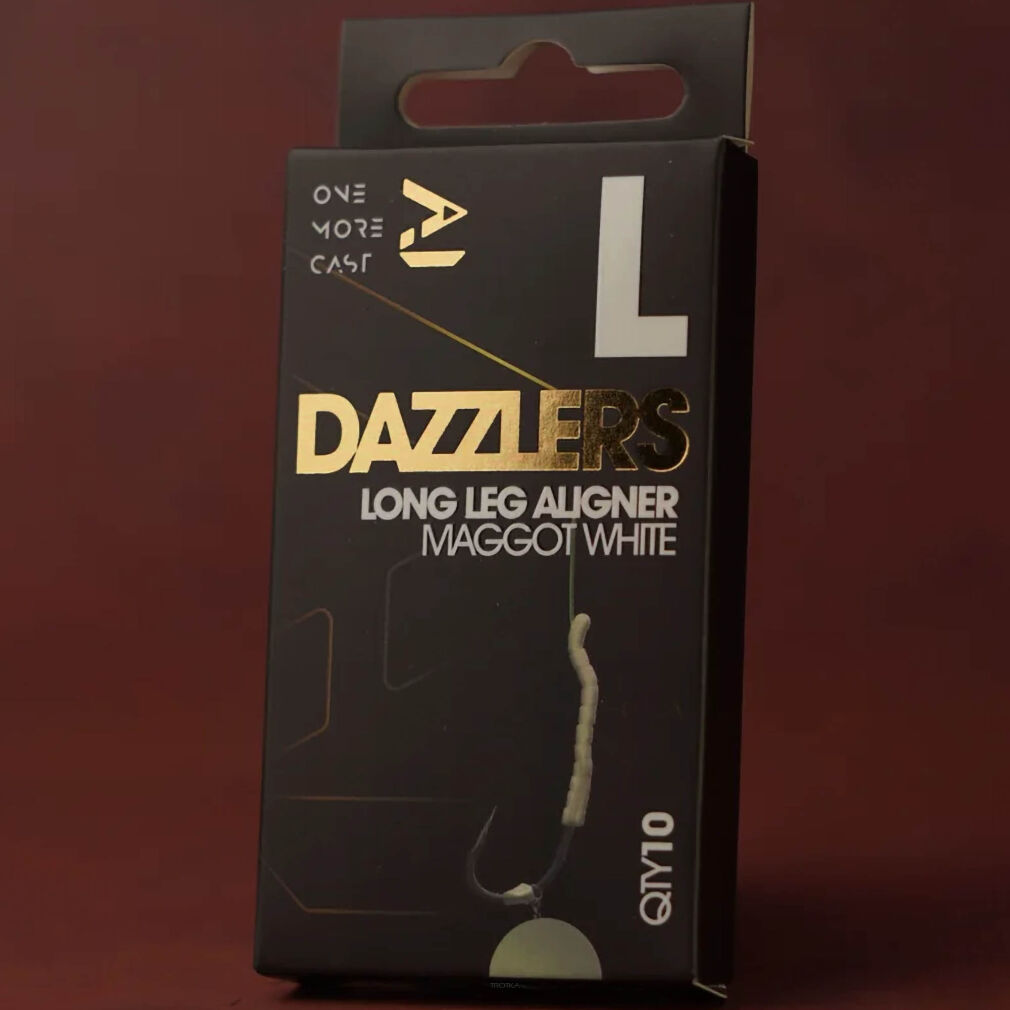 ONE
MORE
CAST
L
DAZZLERS
LONG LEG ALIGNER
MAGGOT WHITE
QTY10